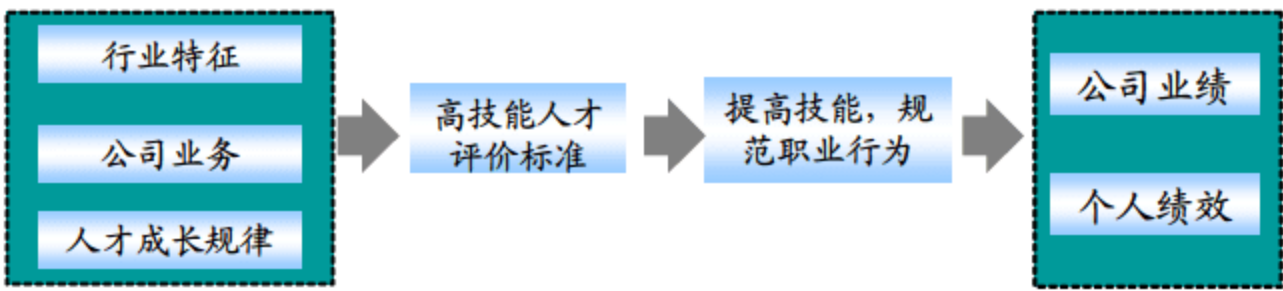 行业特征
公司业务
人才成长规律
高技能人才
评价标准
提高技能，规
范职业行为
公司业绩
个人绩效